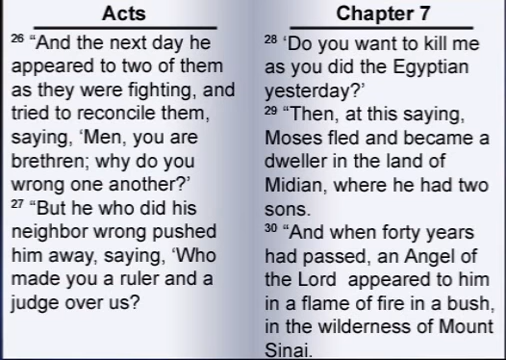 Acts
26 “And the next day he
appeared to two of them
as they were fighting, and
tried to reconcile them,
saying, ‘Men, you are
brethren; why do you
wrong one another?’
27 “But he who did his
neighbor wrong pushed
him away, saying, ‘Who
made you a ruler and a
judge over us?
Chapter 7
28 ‘Do you want to kill me
as you did the Egyptian
yesterday?’
29 “Then, at this saying,
Moses fled and became a
dweller in the land of
Midian, where he had two
sons.
30 “And when forty years
had passed, an Angel of
the Lord  appeared to him
in a flame of fire in a bush,
in the wilderness of Mount
Sinai.